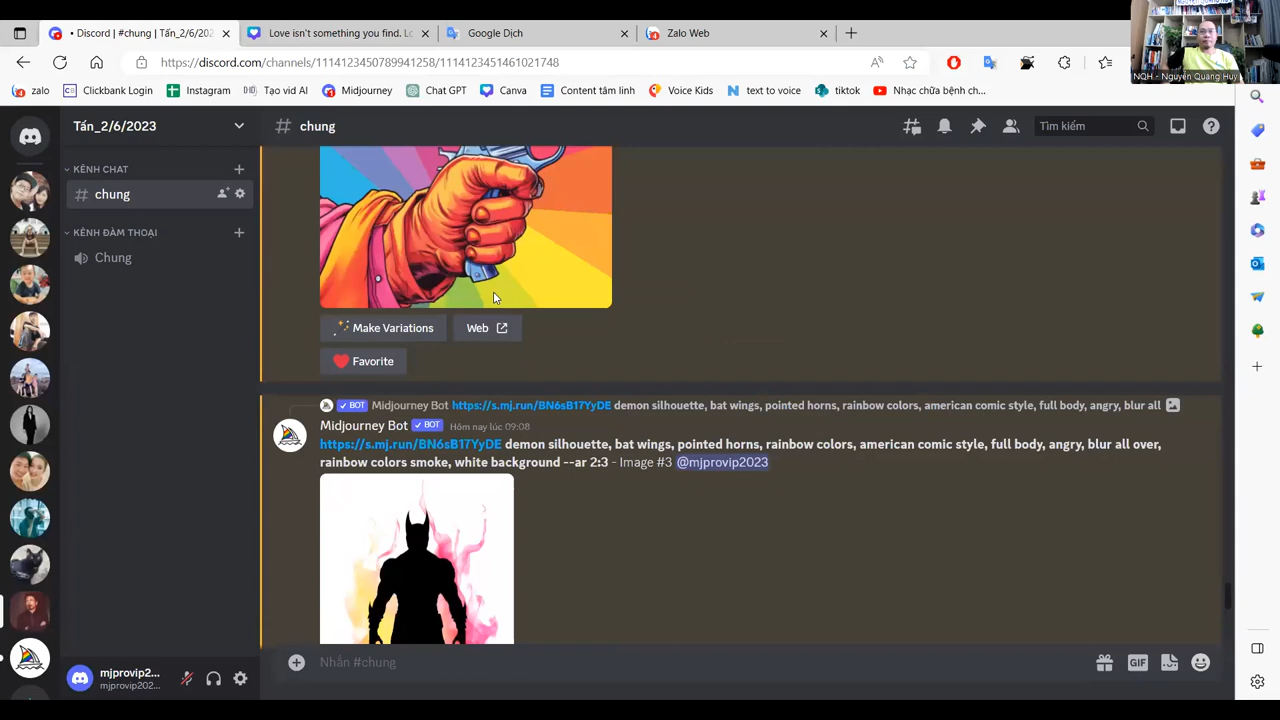 Discord | #chung | Tấn_2/6/202
Love isn't something you find. Lo
Google Dịch
Zalo Web
https://discord.com/channels/1114123450789941258/1114123451461021748
NQH - Nguyễn Quang Huy
zalo
Clickbank Login
Instagram
Tạo vid AI
Midjourney
Chat GPT
Canva
Content tâm linh
Voice Kids
text to voice
tiktok
Nhạc chữa bệnh ch...
Tấn_2/6/2023
chung
Tìm kiếm
KÊNH CHAT
chung
KÊNH ĐÀM THOẠI
Chung
Make Variations
Web
Favorite
BOT Midjourney Bot https://s.mj.run/BN6sB17YyDE demon silhouette, bat wings, pointed horns, rainbow colors, american comic style, full body, angry, blur all
Midjourney Bot BOT Hôm nay lúc 09:08
https://s.mj.run/BN6sB17YyDE demon silhouette, bat wings, pointed horns, rainbow colors, american comic style, full body, angry, blur all over,
rainbow colors smoke, white background --ar 2:3 - Image #3 @mjprovip2023
mjprovip2...
mjprovip202...
Nhắn #chung
GIF